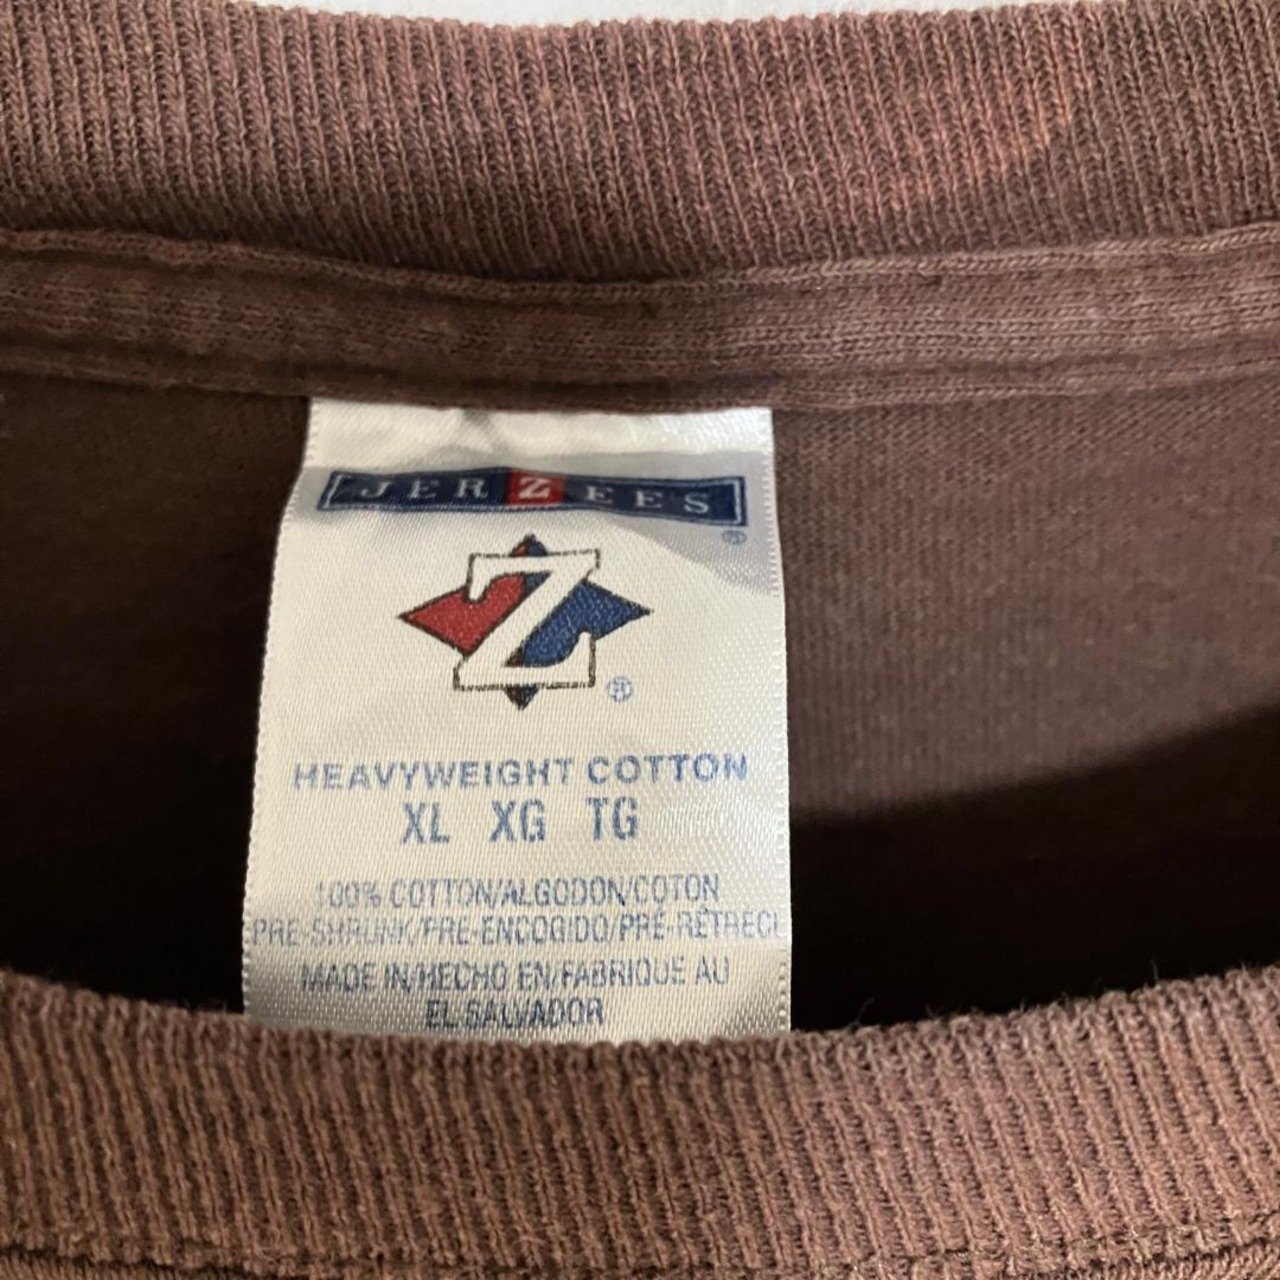 JERZEES
®
Z
®
HEAVYWEIGHT COTTON
XL XG TG
100% COTTON/ALGODON/COTON
PRE-SHRUNK/PRE-ENCOGIDO/PRÉ-RÉTRÉCI
MADE IN/HECHO EN/FABRIQUE AU
EL SALVADOR